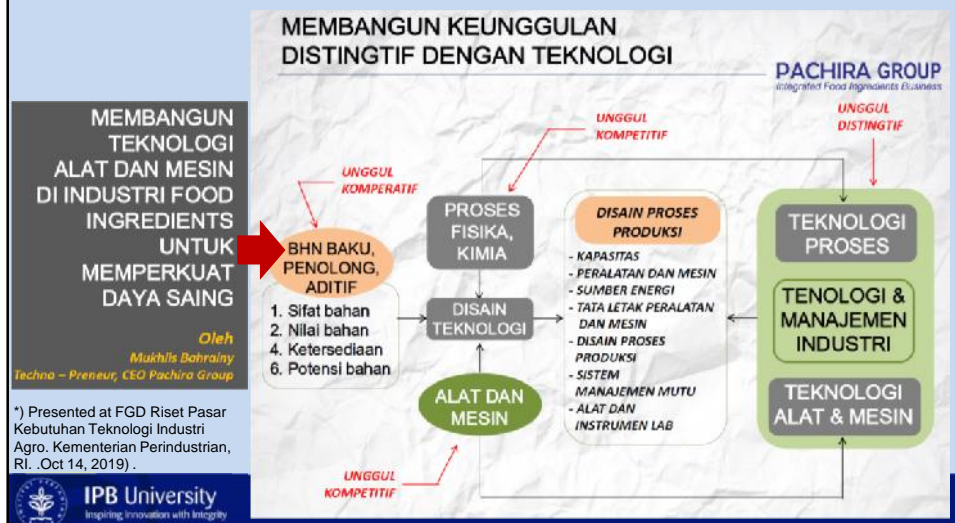 MEMBANGUN KEUNGGULAN
DISTINGTIF DENGAN TEKNOLOGI
PACHIRA GROUP
Integrated Food Ingredients Business
MEMBANGUN
TEKNOLOGI
ALAT DAN MESIN
DI INDUSTRI FOOD
INGREDIENTS
UNTUK
MEMPERKUAT
DAYA SAING
Oleh
Mukhlis Bahrainy
Techno – Preneur, CEO Pachira Group
*) Presented at FGD Riset Pasar
Kebutuhan Teknologi Industri
Agro. Kementerian Perindustrian,
RI. .Oct 14, 2019) .
IPB University
Inspiring Innovation with Integrity
UNGGUL
KOMPERATIF
BHN BAKU,
PENOLONG,
ADITIF
1. Sifat bahan
2. Nilai bahan
4. Ketersediaan
6. Potensi bahan
UNGGUL
KOMPETITIF
PROSES
FISIKA,
KIMIA
DISAIN
TEKNOLOGI
ALAT DAN
MESIN
UNGGUL
KOMPETITIF
DISAIN PROSES
PRODUKSI
- KAPASITAS
- PERALATAN DAN MESIN
- SUMBER ENERGI
- TATA LETAK PERALATAN
DAN MESIN
- DISAIN PROSES
PRODUKSI
- SISTEM
MANAJEMEN MUTU
- ALAT DAN
INSTRUMEN LAB
UNGGUL
DISTINGTIF
TEKNOLOGI
PROSES
TENOLOGI &
MANAJEMEN
INDUSTRI
TEKNOLOGI
ALAT & MESIN